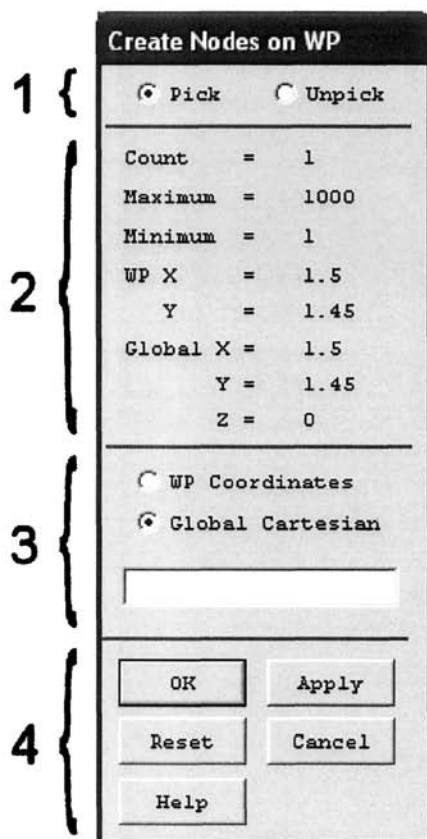 Create Nodes on WP
1 { Pick Unpick
2 { Count = 1
Maximum = 1000
Minimum = 1
WP X = 1.5
Y = 1.45
Global X = 1.5
Y = 1.45
Z = 0
3 { WP Coordinates
Global Cartesian
4 { OK Apply
Reset Cancel
Help